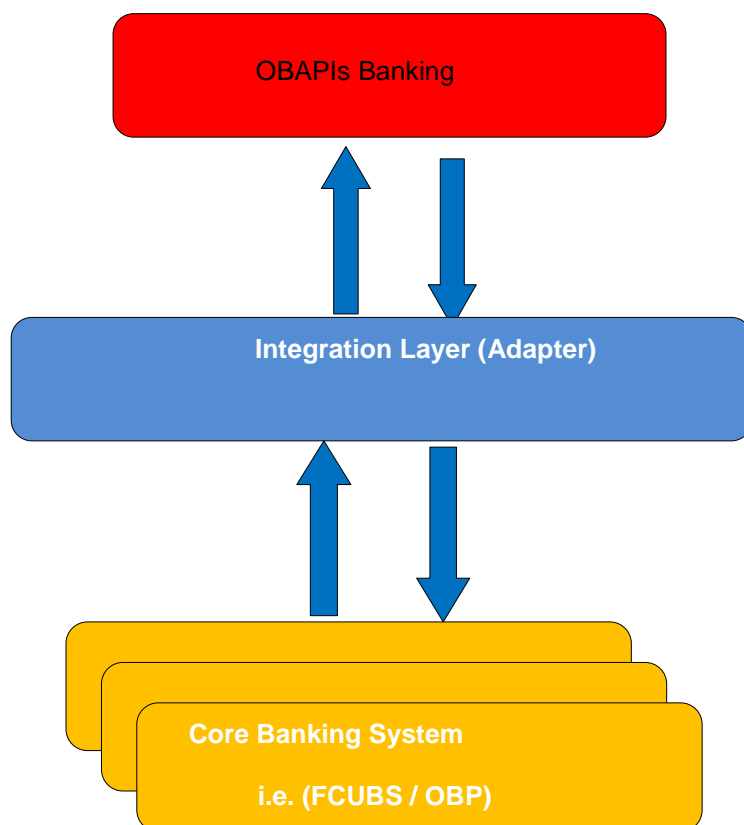 OBAPIs Banking
Integration Layer (Adapter)
Core Banking System
i.e. (FCUBS / OBP)